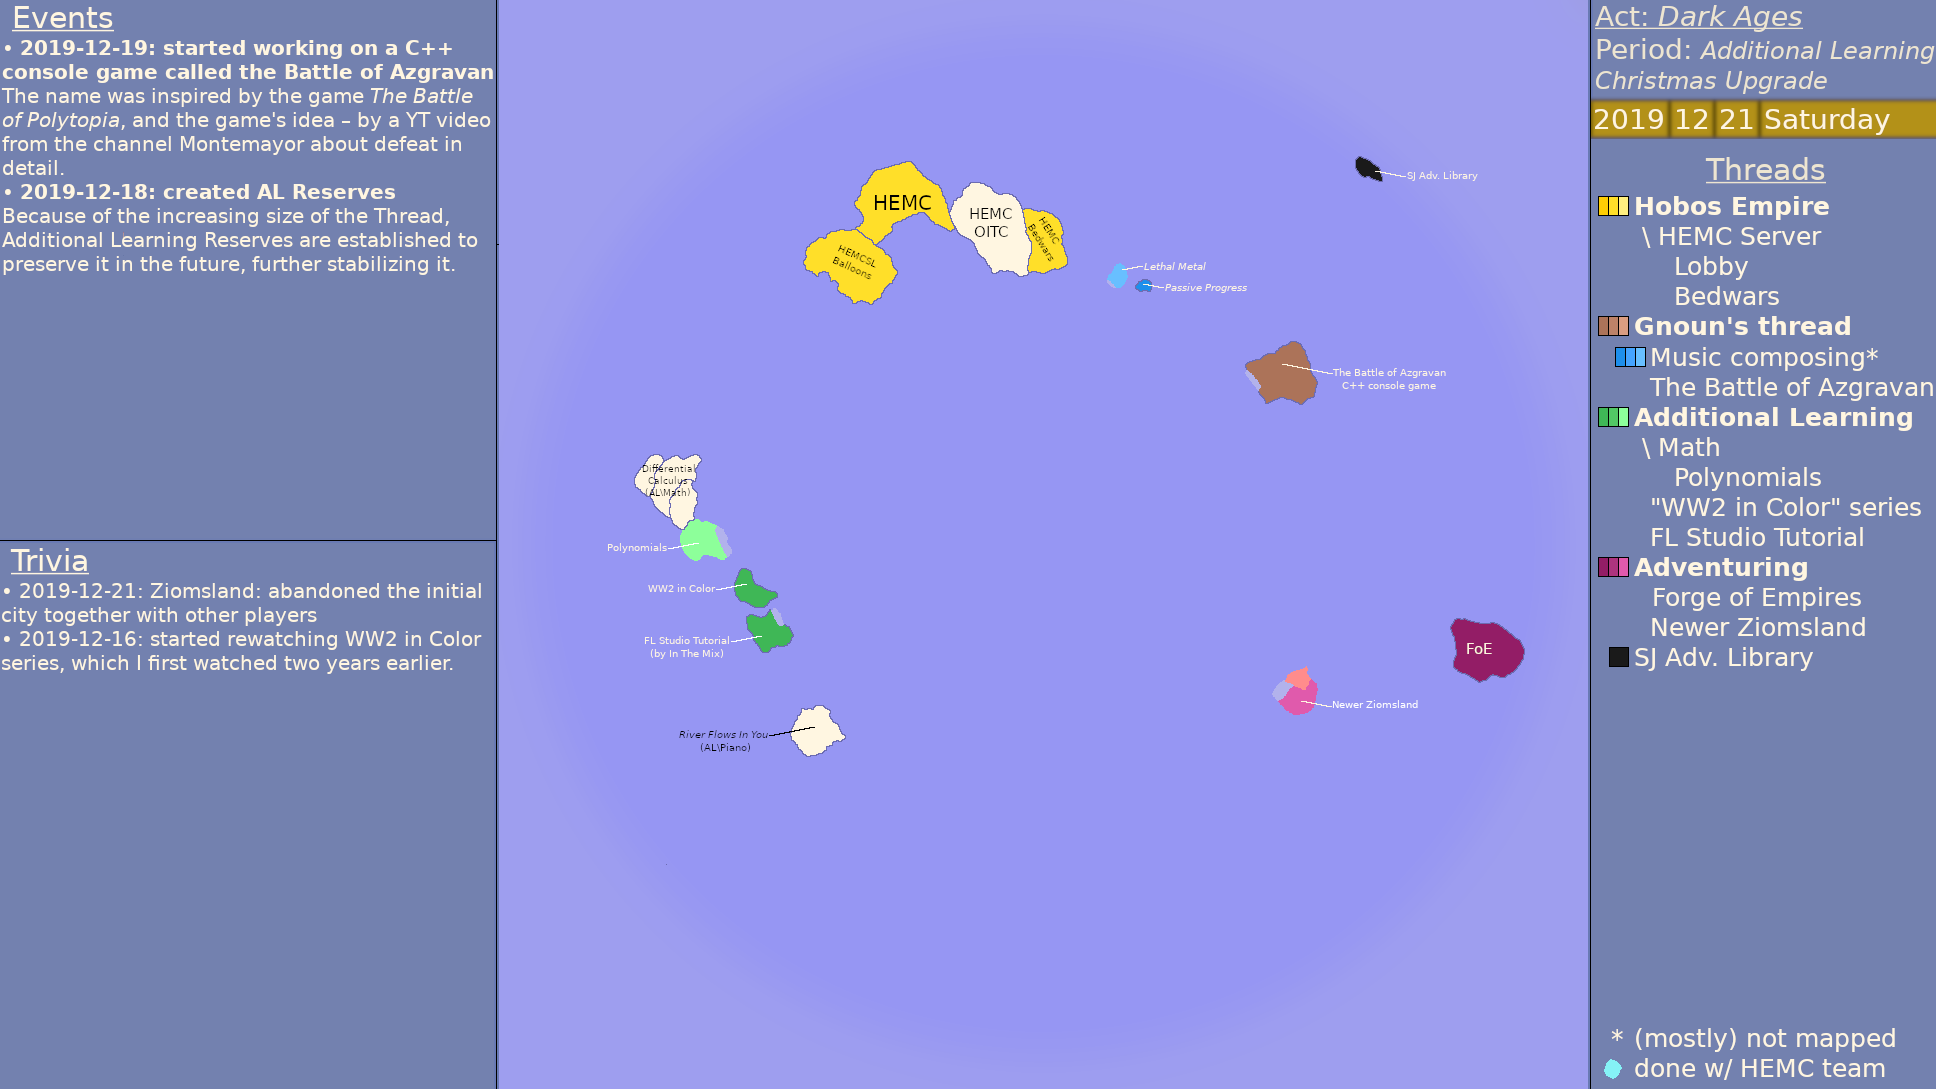 Events
• 2019-12-19: started working on a C++
console game called the Battle of Azgravan
The name was inspired by the game The Battle
of Polytopia, and the game's idea – by a YT video
from the channel Montemayor about defeat in
detail.
• 2019-12-18: created AL Reserves
Because of the increasing size of the Thread,
Additional Learning Reserves are established to
preserve it in the future, further stabilizing it.
Trivia
• 2019-12-21: Ziomsland: abandoned the initial
city together with other players
• 2019-12-16: started rewatching WW2 in Color
series, which I first watched two years earlier.
HEMC
HEMC
OITC
HEMC
Bedwars
HEMCSL
Balloons
SJ Adv. Library
Lethal Metal
Passive Progress
The Battle of Azgravan
C++ console game
Differential
Calculus
(AL\Math)
Polynomials
WW2 in Color
FL Studio Tutorial
(by In The Mix)
River Flows In You
(AL\Piano)
FoE
Newer Ziomsland
Act: Dark Ages
Period: Additional Learning
Christmas Upgrade
2019 12 21 Saturday
Threads
Hobos Empire
\ HEMC Server
Lobby
Bedwars
Gnoun's thread
Music composing*
The Battle of Azgravan
Additional Learning
\ Math
Polynomials
"WW2 in Color" series
FL Studio Tutorial
Adventuring
Forge of Empires
Newer Ziomsland
SJ Adv. Library
* (mostly) not mapped
done w/ HEMC team